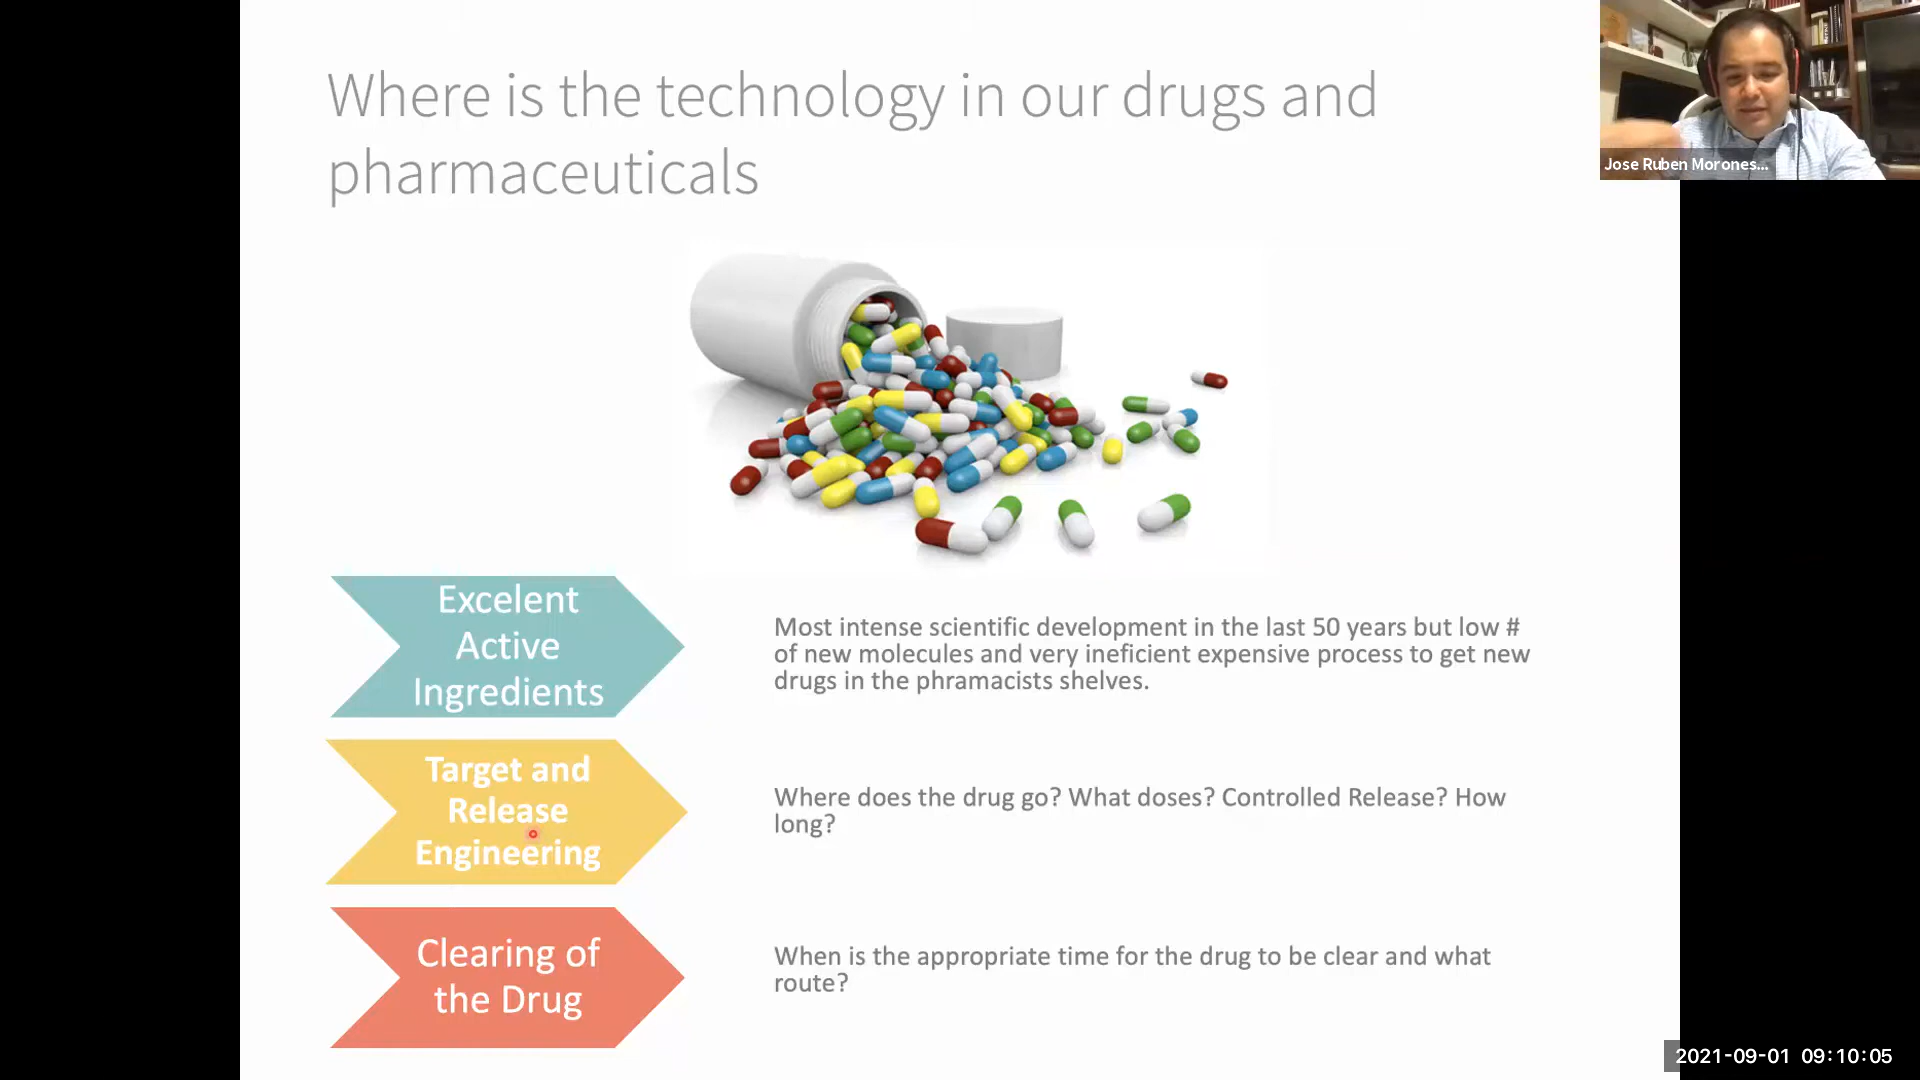 Where is the technology in our drugs and
pharmaceuticals
Jose Ruben Morones...
Excelent
Active
Ingredients
Most intense scientific development in the last 50 years but low #
of new molecules and very ineficient expensive process to get new
drugs in the phramacists shelves.
Target and
Release
Engineering
Where does the drug go? What doses? Controlled Release? How
long?
Clearing of
the Drug
When is the appropriate time for the drug to be clear and what
route?
2021-09-01 09:10:05